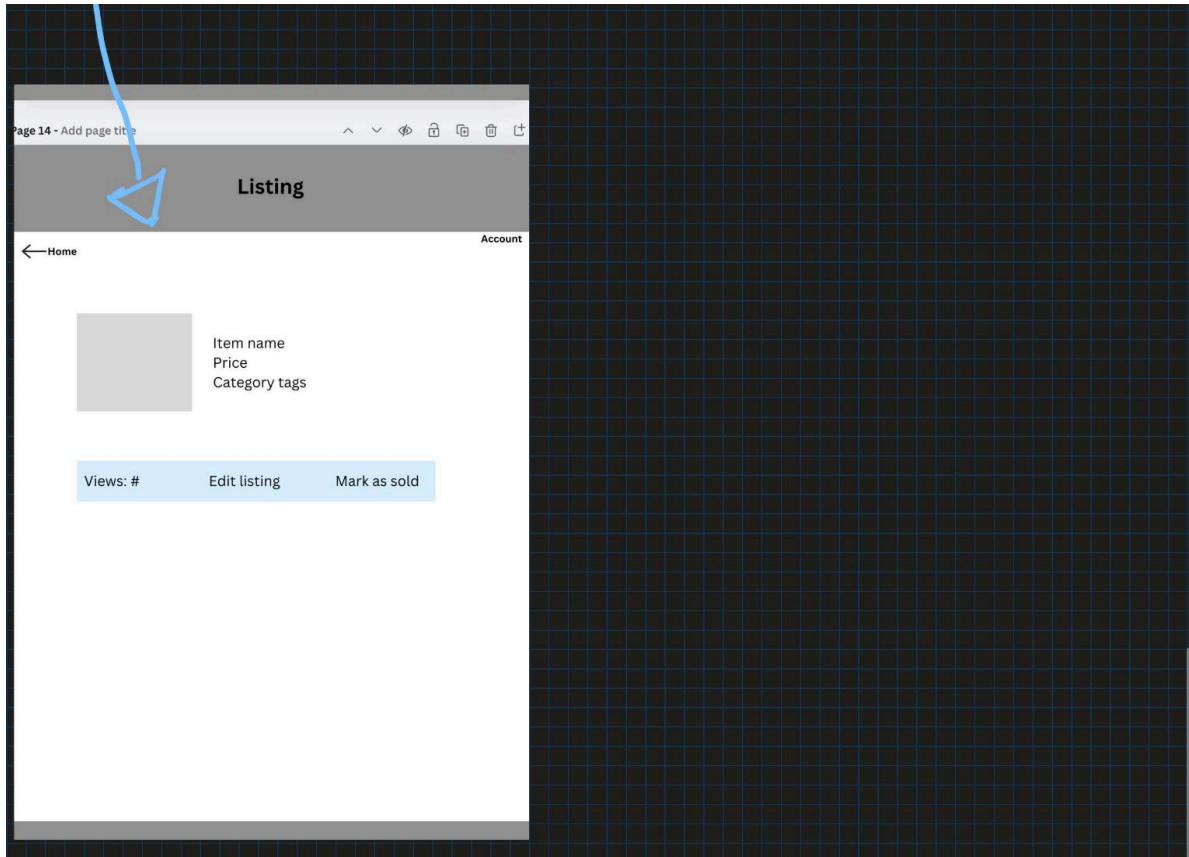 Page 14 - Add page title
Listing
Account
Home
Item name
Price
Category tags
Views: # Edit listing Mark as sold